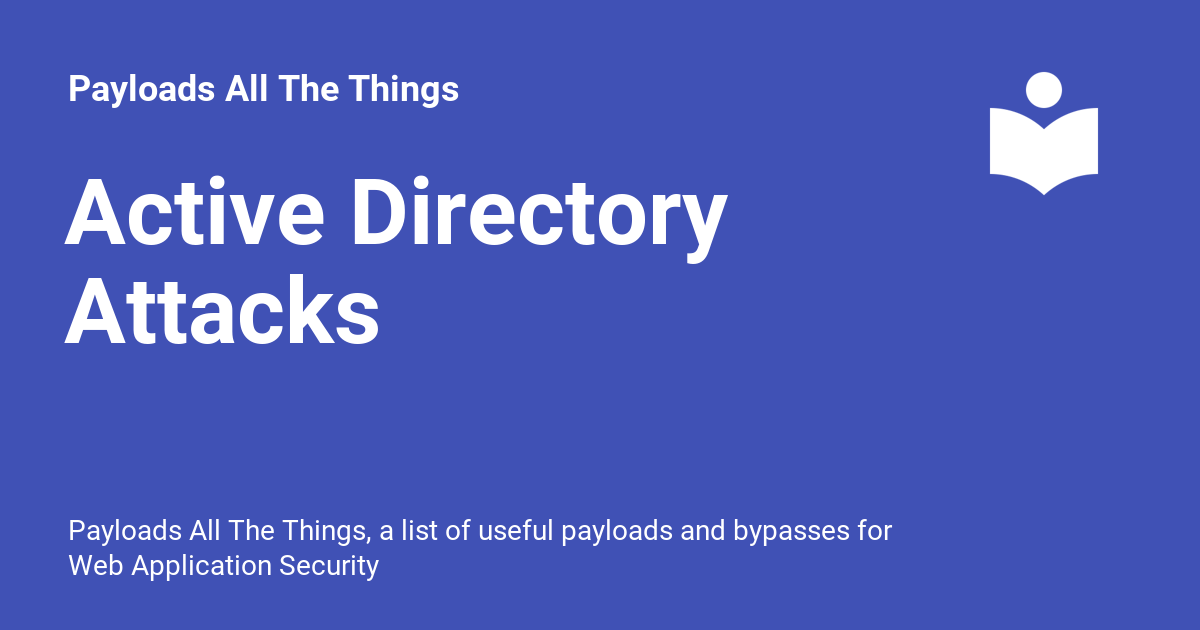 Payloads All The Things
Active Directory
Attacks
Payloads All The Things, a list of useful payloads and bypasses for
Web Application Security